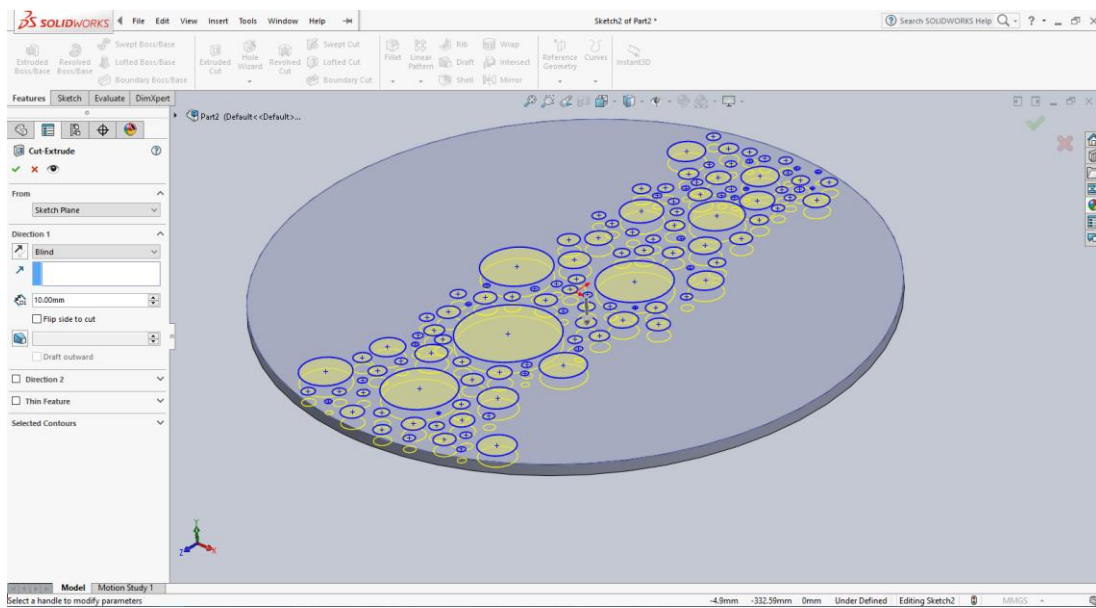 SOLIDWORKS File Edit View Insert Tools Window Help Sketch2 of Part2 * Search SOLIDWORKS Help
Extruded Boss/Base Revolved Boss/Base Swept Boss/Base Lofted Boss/Base Boundary Boss/Base Extruded Cut Hole Wizard Revolved Cut Swept Cut Lofted Cut Boundary Cut Fillet Linear Pattern Rib Draft Shell Wrap Intersect Mirror Reference Geometry Curves Instant3D
Features Sketch Evaluate DimXpert
Part2 (Default<<Default>...
Cut-Extrude
From
Sketch Plane
Direction 1
Blind
10.00mm
Flip side to cut
Draft outward
Direction 2
Thin Feature
Selected Contours
Y
Z X
Model Motion Study 1
Select a handle to modify parameters -4.9mm -332.59mm 0mm Under Defined Editing Sketch2 MMGS